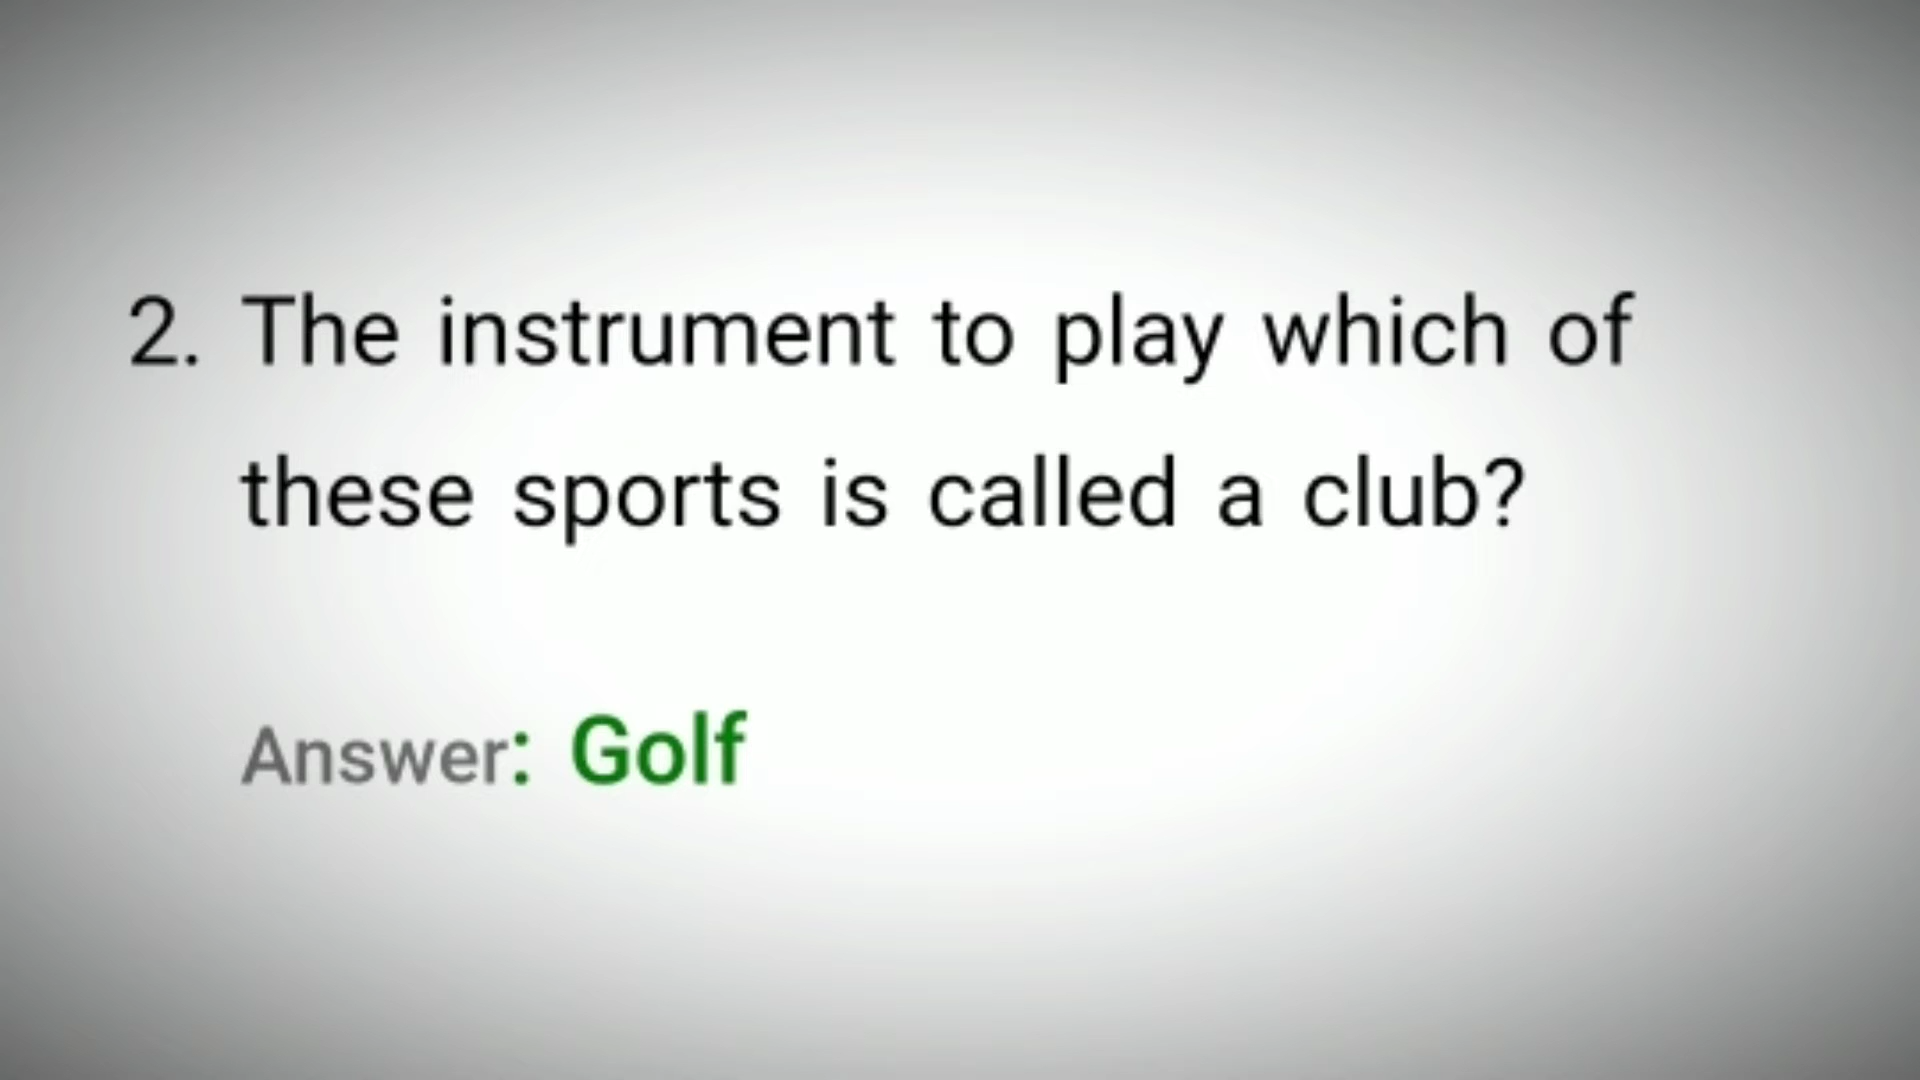 2. The instrument to play which of
these sports is called a club?
Answer: Golf